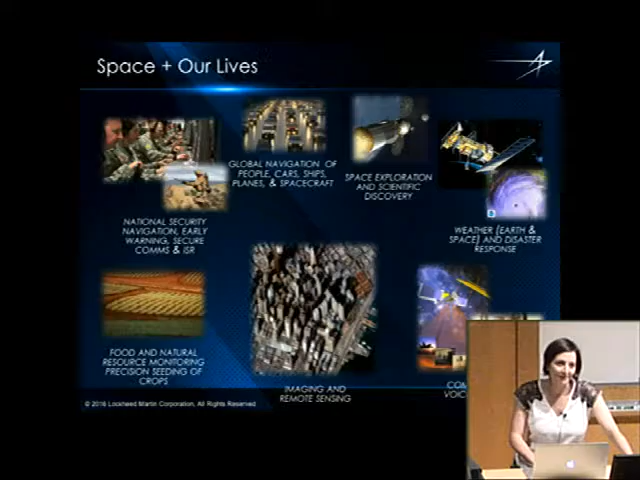 Space + Our Lives
GLOBAL NAVIGATION OF
PEOPLE, CARS, SHIPS,
PLANES, & SPACECRAFT
SPACE EXPLORATION
AND SCIENTIFIC
DISCOVERY
NATIONAL SECURITY
NAVIGATION, EARLY
WARNING, SECURE
COMMS & ISR
WEATHER (EARTH &
SPACE) AND DISASTER
RESPONSE
FOOD AND NATURAL
RESOURCE MONITORING
PRECISION SEEDING OF
CROPS
IMAGING AND
REMOTE SENSING
© 2016 Lockheed Martin Corporation, All Rights Reserved